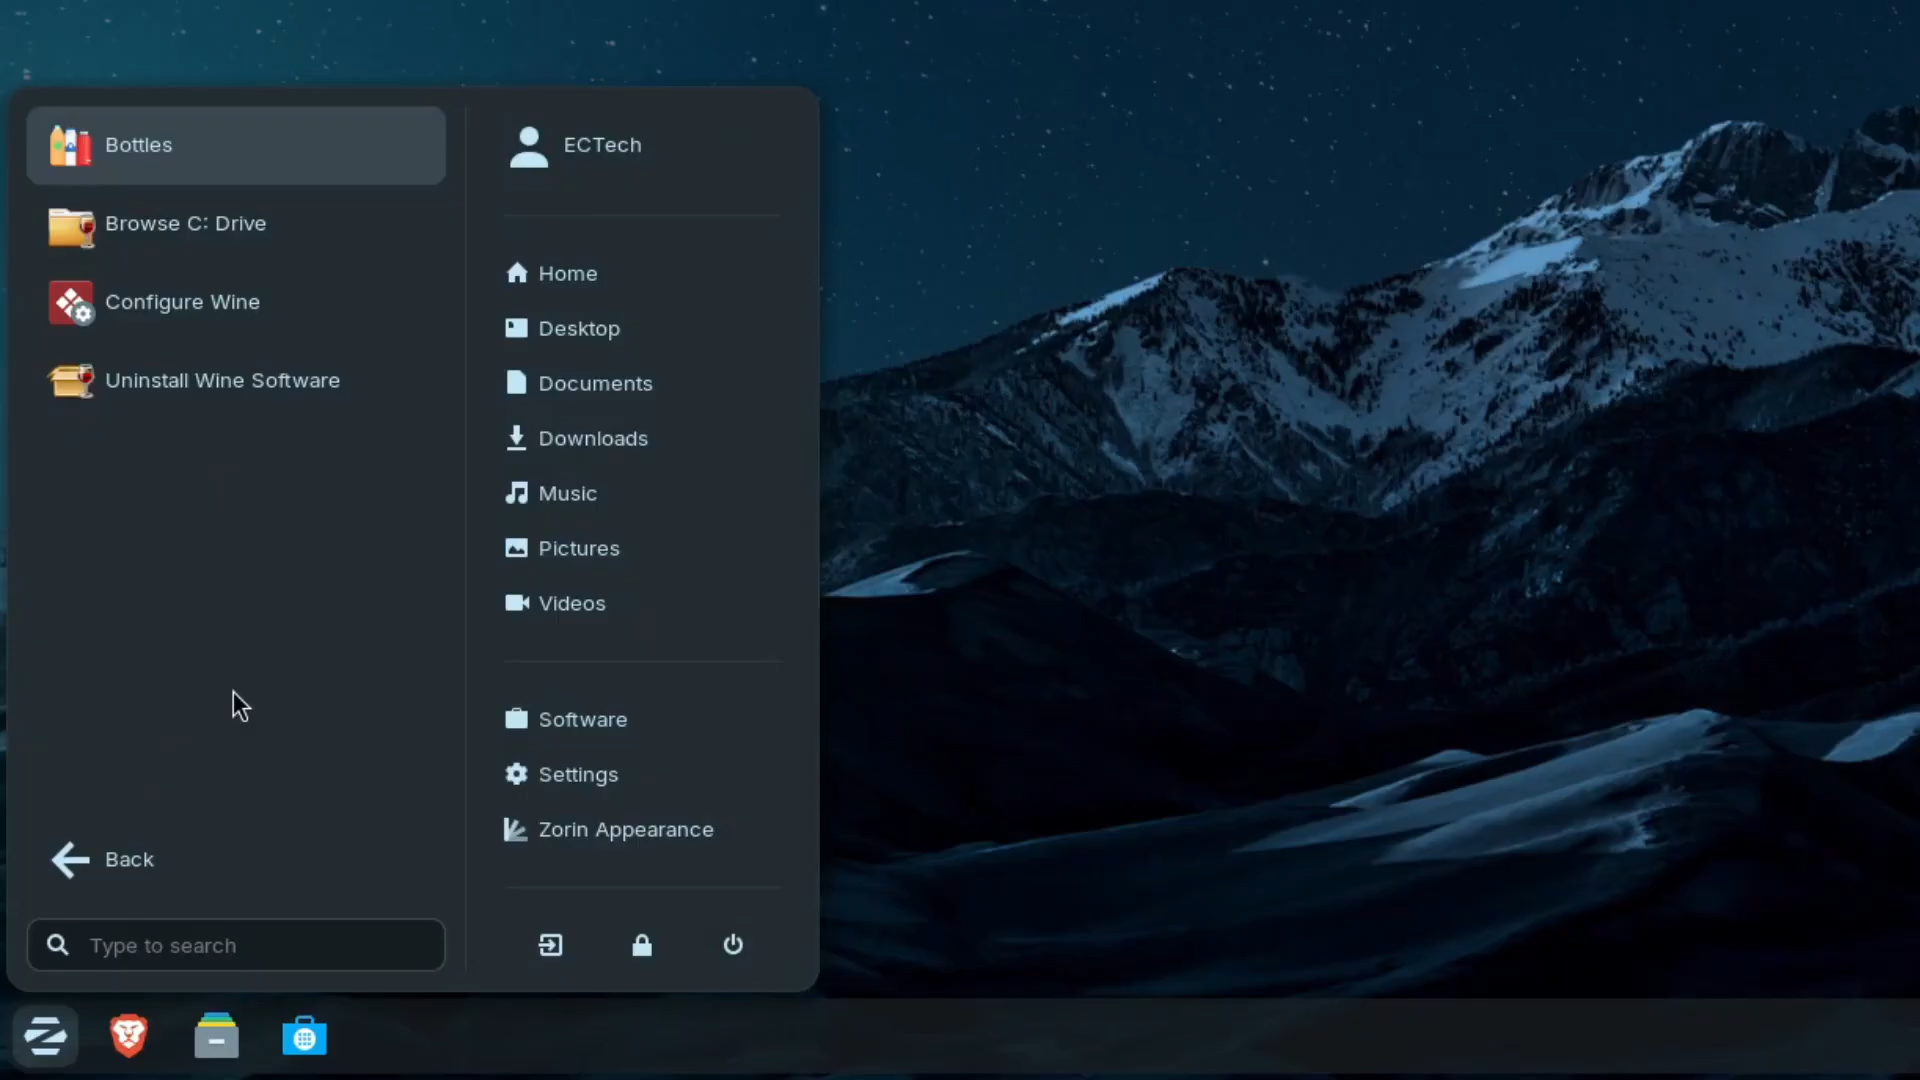 Bottles
Browse C: Drive
Configure Wine
Uninstall Wine Software
Back
Type to search
ECTech
Home
Desktop
Documents
Downloads
Music
Pictures
Videos
Software
Settings
Zorin Appearance